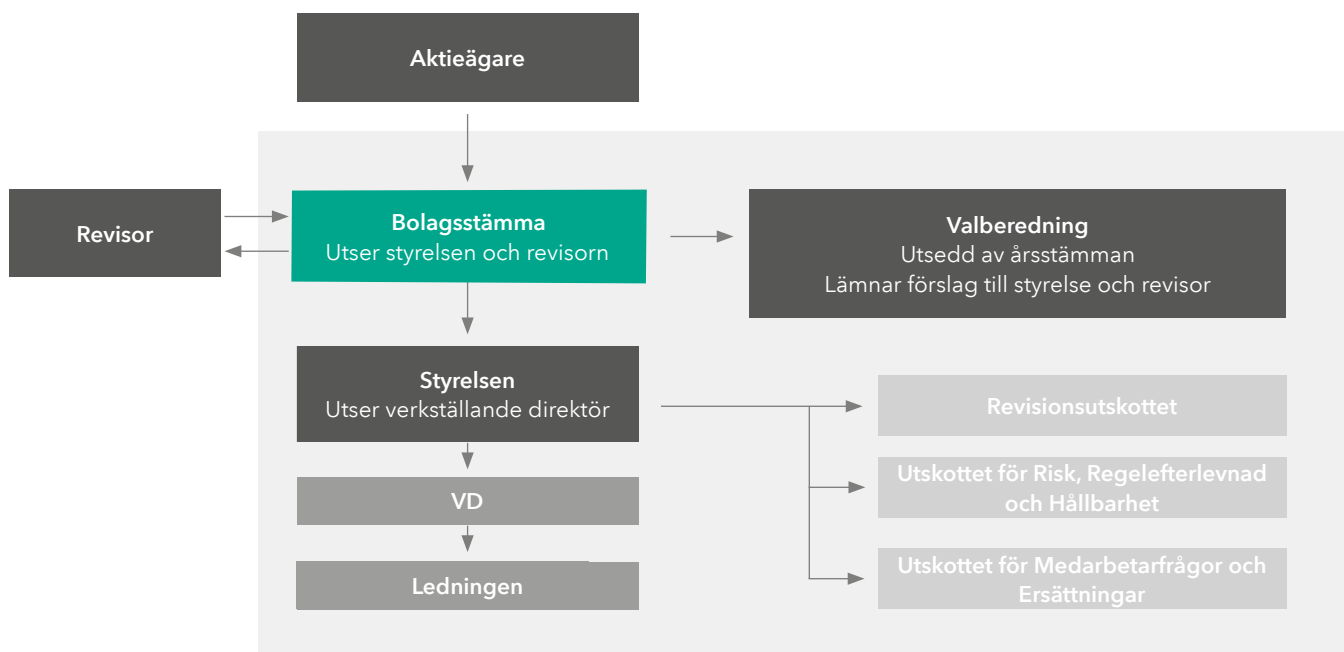 Aktieägare
Revisor
Bolagsstämma
Utser styrelsen och revisorn
Valberedning
Utsedd av årsstämman
Lämnar förslag till styrelse och revisor
Styrelsen
Utser verkställande direktör
Revisionsutskottet
Utskottet för Risk, Regelefterlevnad
och Hållbarhet
VD
Utskottet för Medarbetarfrågor och
Ersättningar
Ledningen